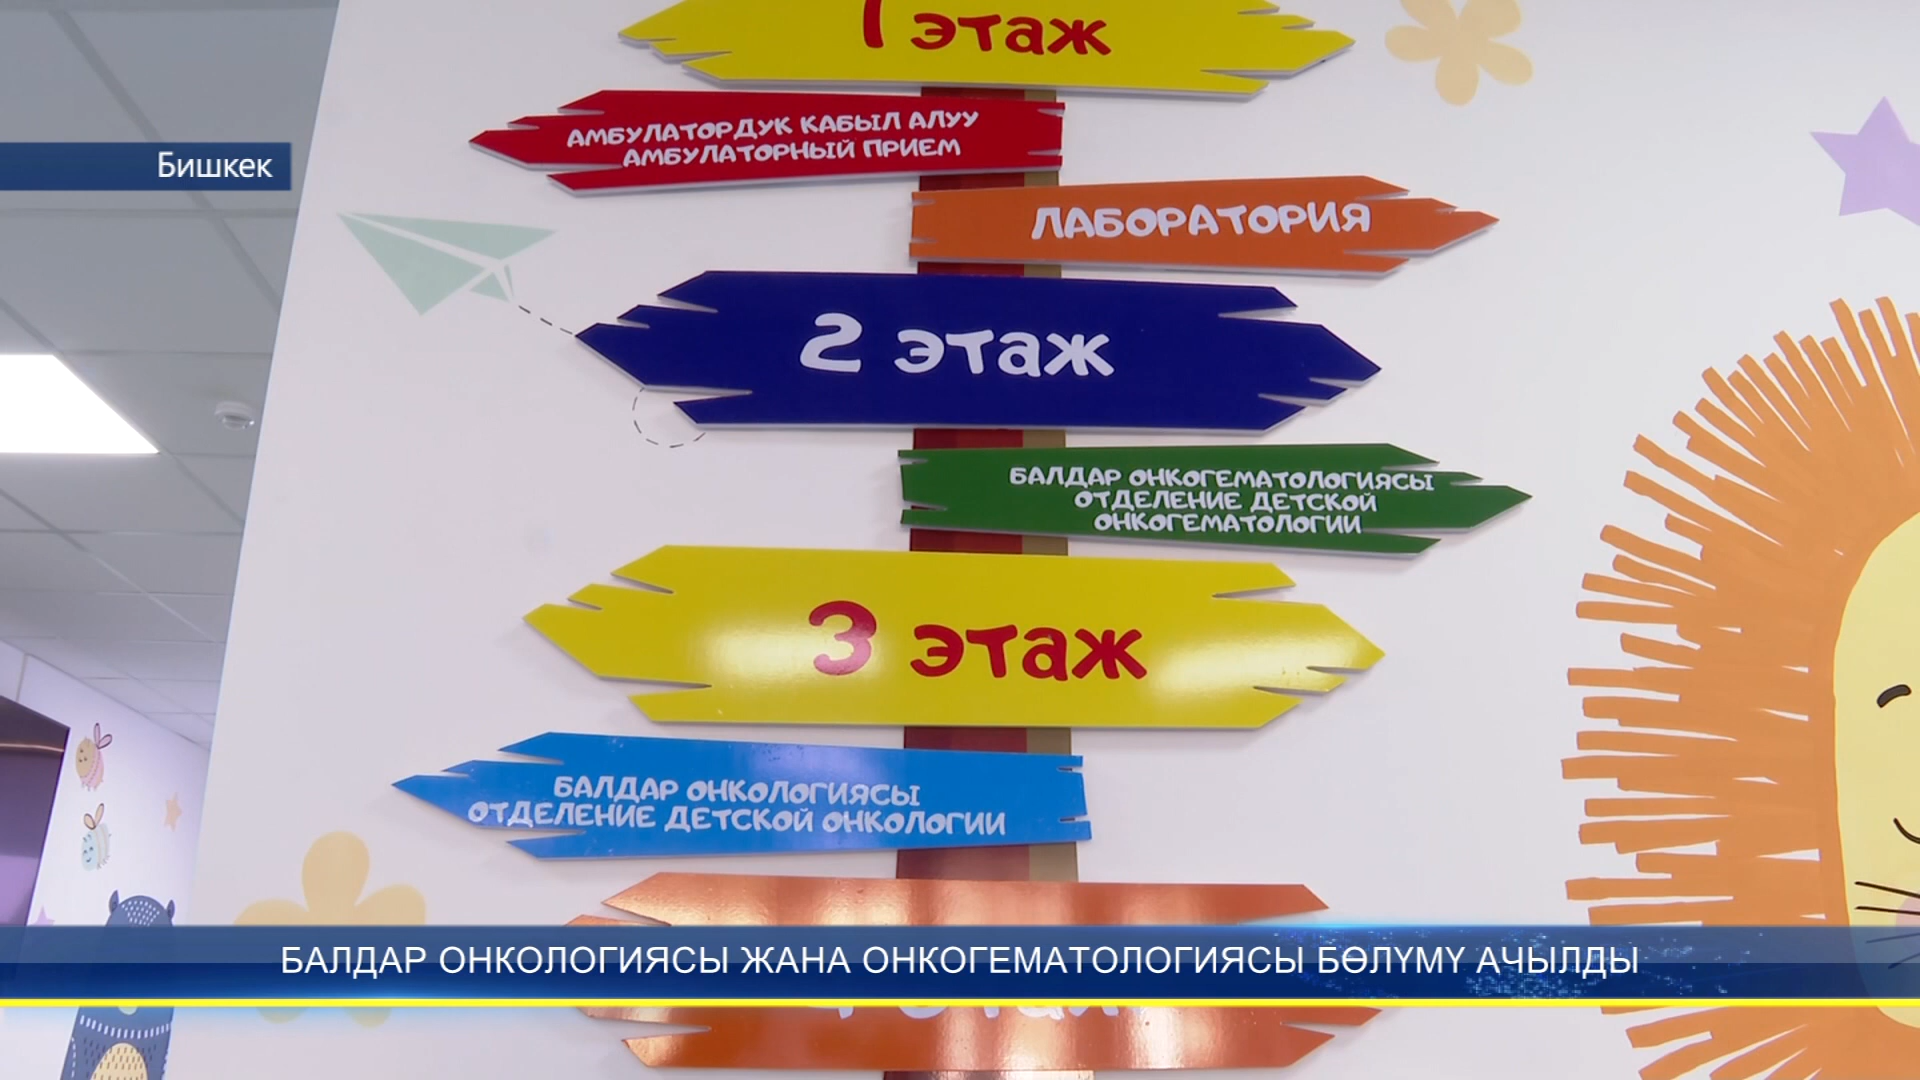 1 этаж
АМБУЛАТОРДУК КАБЫЛ АЛУУ
АМБУЛАТОРНЫЙ ПРИЕМ
Бишкек
ЛАБОРАТОРИЯ
2 этаж
БАЛДАР ОНКОГЕМАТОЛОГИЯСЫ
ОТДЕЛЕНИЕ ДЕТСКОЙ
ОНКОГЕМАТОЛОГИИ
3 этаж
БАЛДАР ОНКОЛОГИЯСЫ
ОТДЕЛЕНИЕ ДЕТСКОЙ ОНКОЛОГИИ
БАЛДАР ОНКОЛОГИЯСЫ ЖАНА ОНКОГЕМАТОЛОГИЯСЫ БӨЛҮМҮ АЧЫЛДЫ